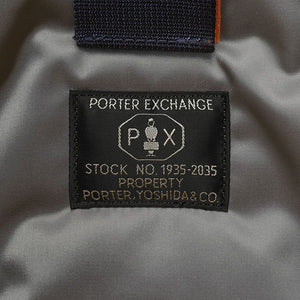 PORTER EXCHANGE
P X
STOCK NO. 1935-2035
PROPERTY
PORTER, YOSHIDA & CO.